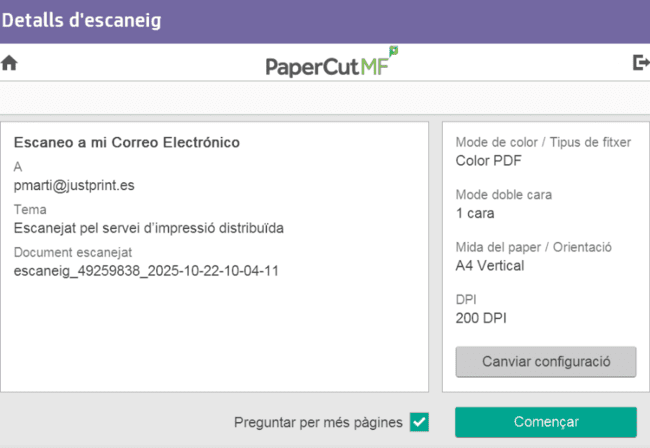 Detalls d'escaneig
PaperCutMF
Escaneo a mi Correo Electrónico
A
pmarti@justprint.es
Tema
Escanejat pel servei d'impressió distribuïda
Document escanejat
escaneig_49259838_2025-10-22-10-04-11
Mode de color / Tipus de fitxer
Color PDF
Mode doble cara
1 cara
Mida del paper / Orientació
A4 Vertical
DPI
200 DPI
Canviar configuració
Preguntar per més pàgines
Començar